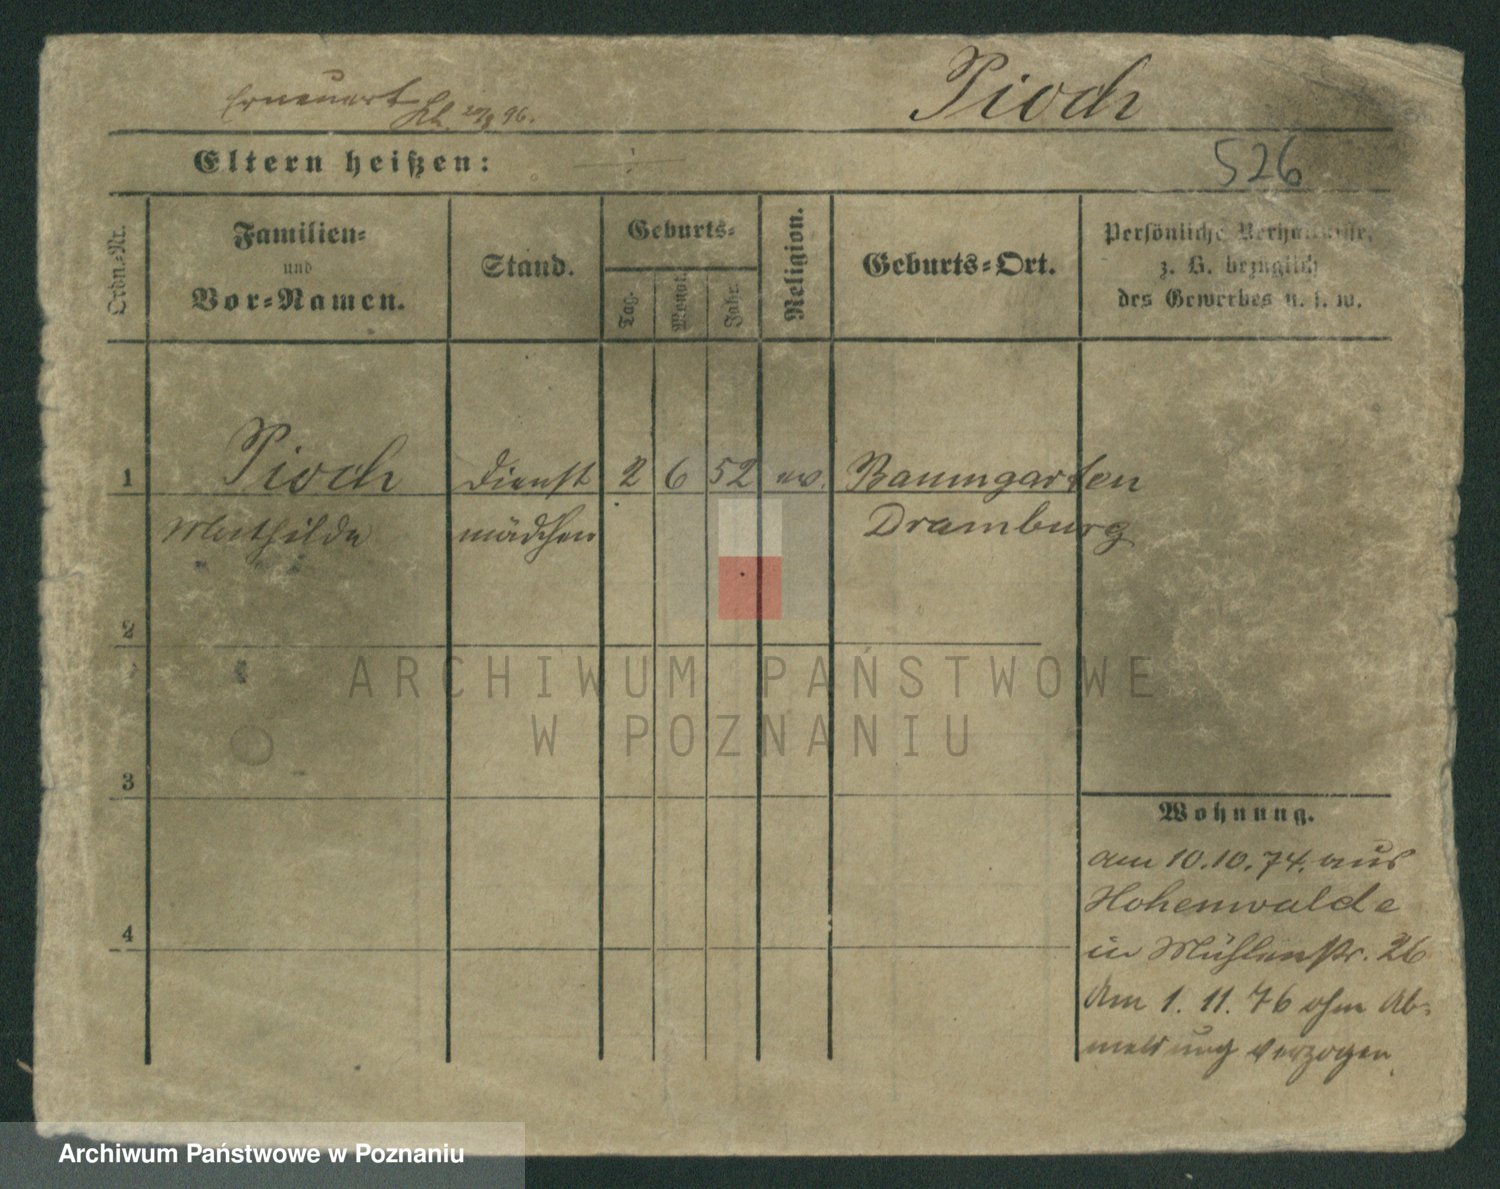 Pioch
Erneuert
96.
Eltern heißen:
526
Ordn.-Nr.
Familien-
und
Vor-Namen.
Stand.
Geburts-
Tag.
Monat.
Jahr.
Religion.
Geburts-Ort.
Persönliche Verhältnisse,
z. B. bezüglich
des Gewerbes u. s. w.
1 Pioch Dienst 2 6 52 ev. Baumgarten
Mathilde mädchen Dramburg
2
3
4
Wohnung.
am 10.10.74. aus
Hohenwalde
in Mühlenstr. 26
Am 1. 11. 76 ohne Ab-
meldung verzogen.
ARCHIWUM PAŃSTWOWE
W POZNANIU
Archiwum Państwowe w Poznaniu